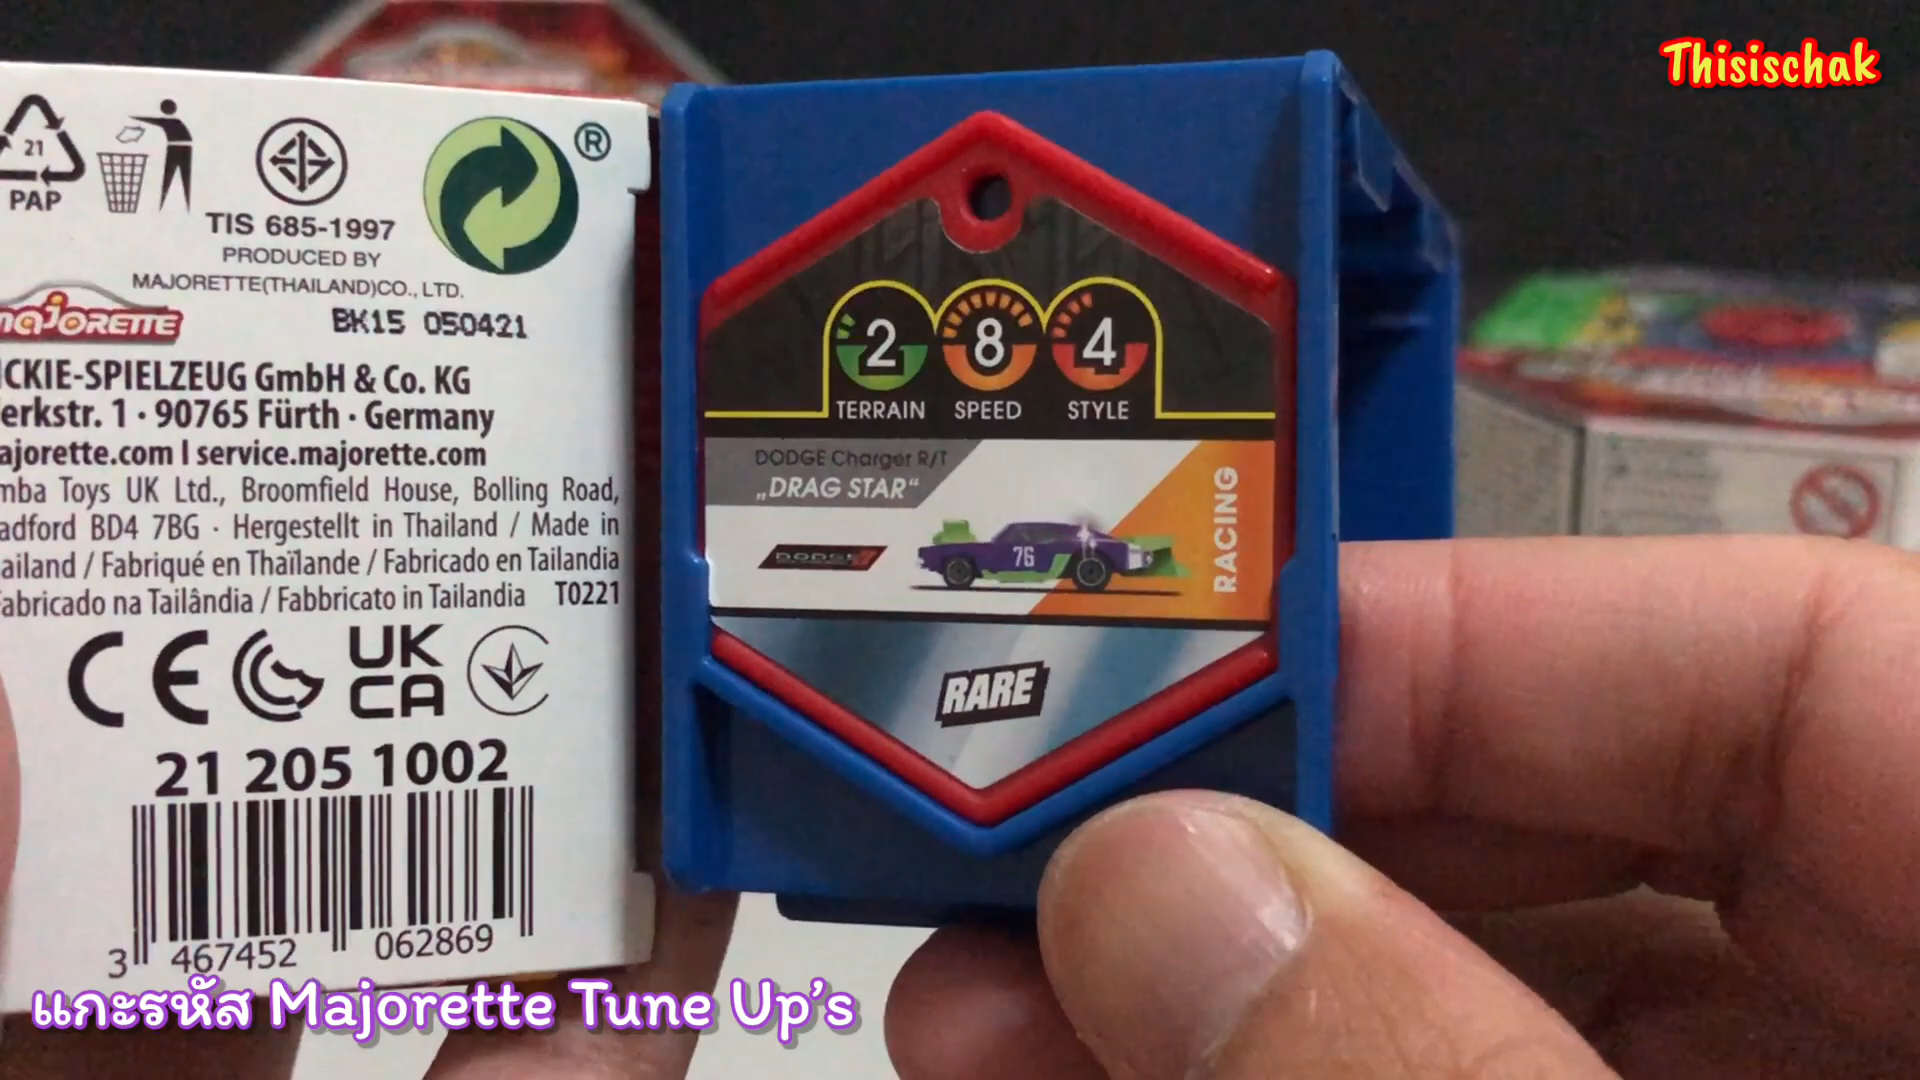 Thisischak
21
PAP
®
TIS 685-1997
PRODUCED BY
MAJORETTE(THAILAND)CO., LTD.
majorette
BK15 050421
ICKIE-SPIELZEUG GmbH & Co. KG
erkstr. 1 · 90765 Fürth · Germany
ajorette.com I service.majorette.com
mba Toys UK Ltd., Broomfield House, Bolling Road,
adford BD4 7BG · Hergestellt in Thailand / Made in
ailand / Fabriqué en Thaïlande / Fabricado en Tailandia
abricado na Tailândia / Fabbricato in Tailandia T0221
CE
UK
CA
21 205 1002
3 467452 062869
2 8 4
TERRAIN SPEED STYLE
DODGE Charger R/T
„DRAG STAR“
DODGE
76
RACING
RARE
แกะรหัส Majorette Tune Up's